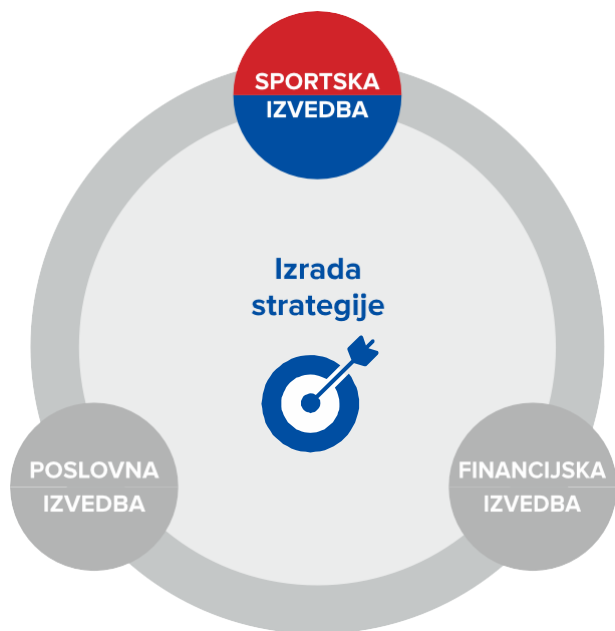 SPORTSKA
IZVEDBA
Izrada
strategije
POSLOVNA
IZVEDBA
FINANCIJSKA
IZVEDBA